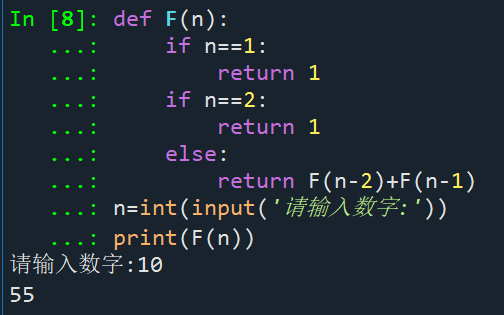 In [8]: def F(n):
   ...:     if n==1:
   ...:         return 1
   ...:     if n==2:
   ...:         return 1
   ...:     else:
   ...:         return F(n-2)+F(n-1)
   ...: n=int(input('请输入数字:'))
   ...: print(F(n))
请输入数字:10
55